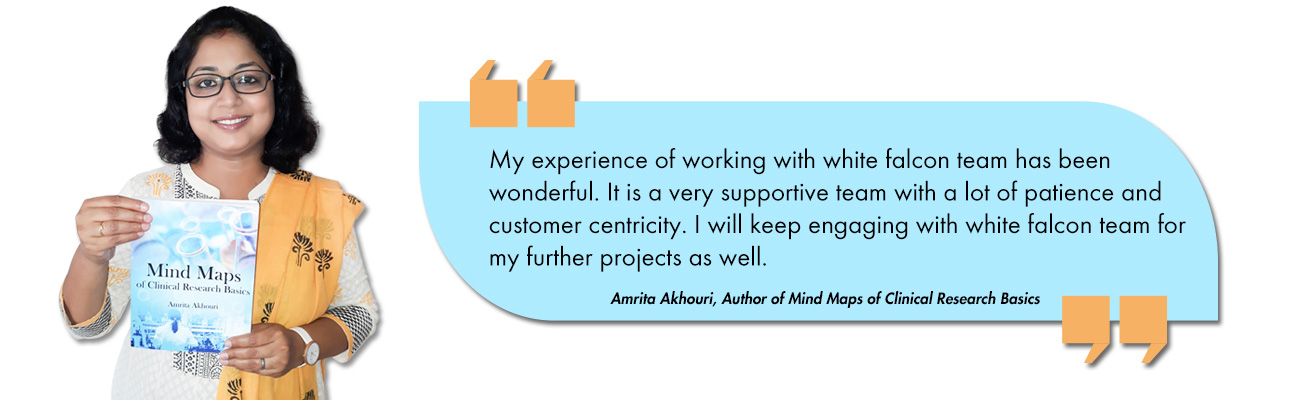 Mind Maps
of Clinical Research Basics
Amrita Akhouri
My experience of working with white falcon team has been
wonderful. It is a very supportive team with a lot of patience and
customer centricity. I will keep engaging with white falcon team for
my further projects as well.
Amrita Akhouri, Author of Mind Maps of Clinical Research Basics